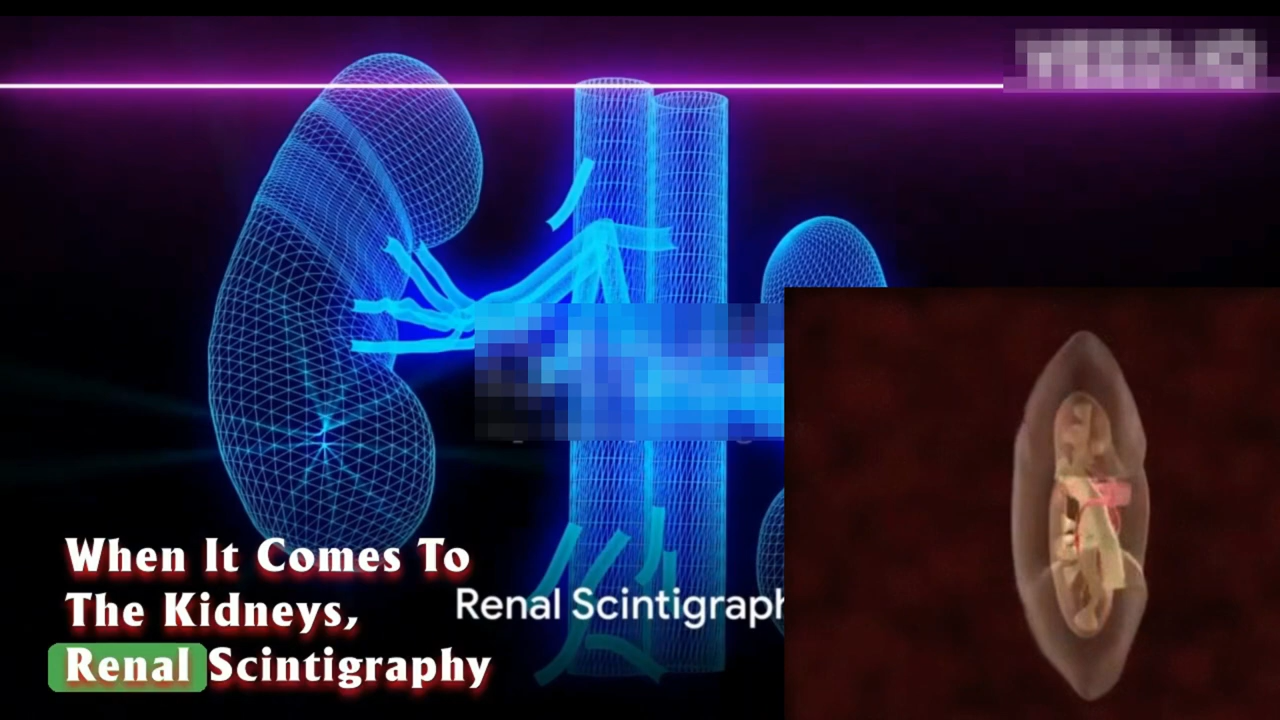 When It Comes To
The Kidneys,
Renal Scintigraphy
Renal Scintigraph